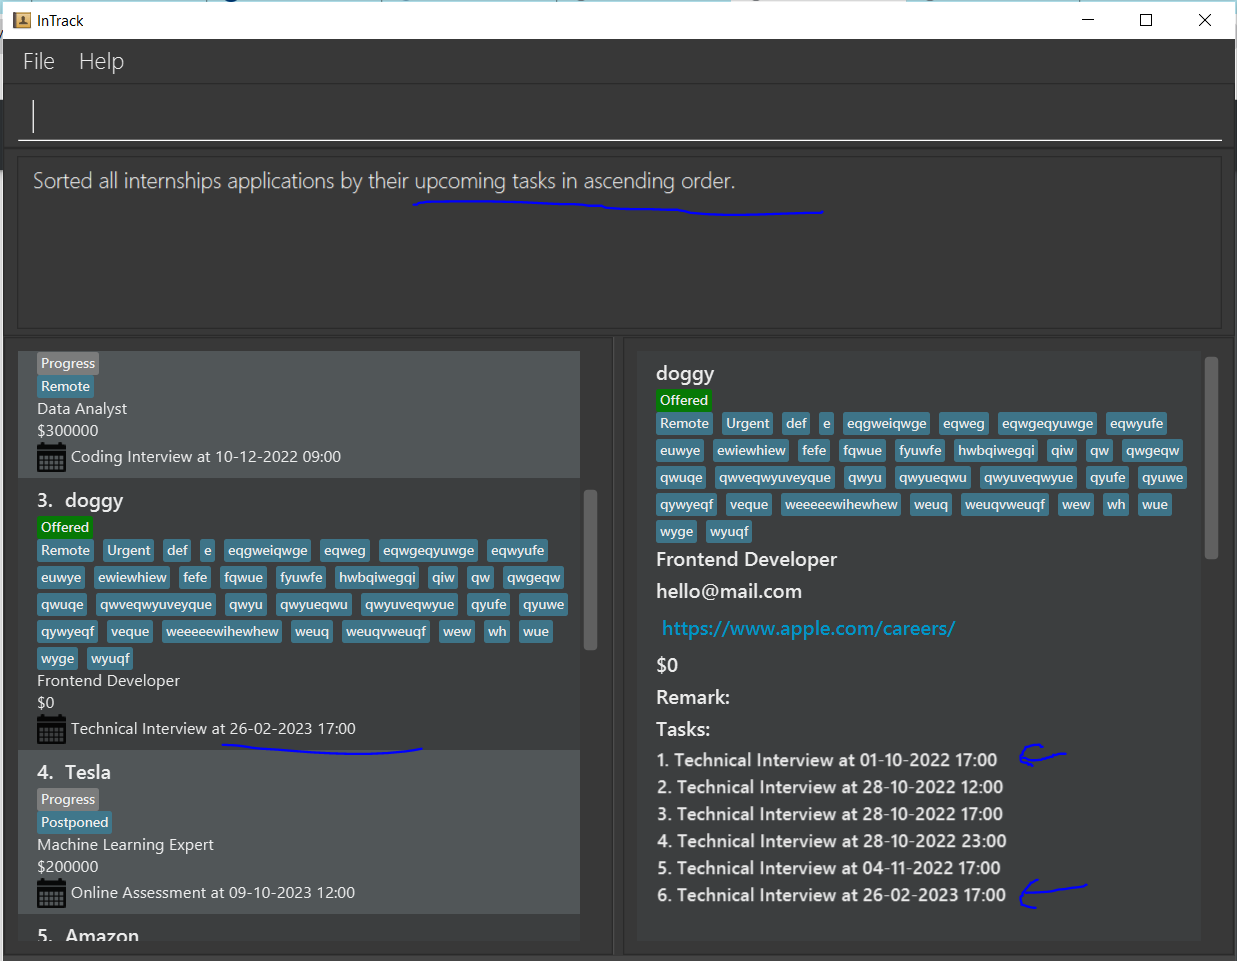 InTrack
File Help
Sorted all internships applications by their upcoming tasks in ascending order.
Progress
Remote
Data Analyst
$300000
Coding Interview at 10-12-2022 09:00
3. doggy
Offered
Remote Urgent def e eqgweiqwge eqweg eqwgeqyuwge eqwyufe
euwye ewiewhiew fefe fqwue fyuwfe hwbqiwegqi qiw qw qwgeqw
qwuqe qwveqwyuveyque qwyu qwyueqwu qwyuveqwyue qyufe qyuwe
qywyeqf veque weeeeewihewhew weuq weuqvweuqf wew wh wue
wyge wyuqf
Frontend Developer
$0
Technical Interview at 26-02-2023 17:00
4. Tesla
Progress
Postponed
Machine Learning Expert
$200000
Online Assessment at 09-10-2023 12:00
5. Amazon
doggy
Offered
Remote Urgent def e eqgweiqwge eqweg eqwgeqyuwge eqwyufe
euwye ewiewhiew fefe fqwue fyuwfe hwbqiwegqi qiw qw qwgeqw
qwuqe qwveqwyuveyque qwyu qwyueqwu qwyuveqwyue qyufe qyuwe
qywyeqf veque weeeeewihewhew weuq weuqvweuqf wew wh wue
wyge wyuqf
Frontend Developer
hello@mail.com
https://www.apple.com/careers/
$0
Remark:
Tasks:
1. Technical Interview at 01-10-2022 17:00
2. Technical Interview at 28-10-2022 12:00
3. Technical Interview at 28-10-2022 17:00
4. Technical Interview at 28-10-2022 23:00
5. Technical Interview at 04-11-2022 17:00
6. Technical Interview at 26-02-2023 17:00